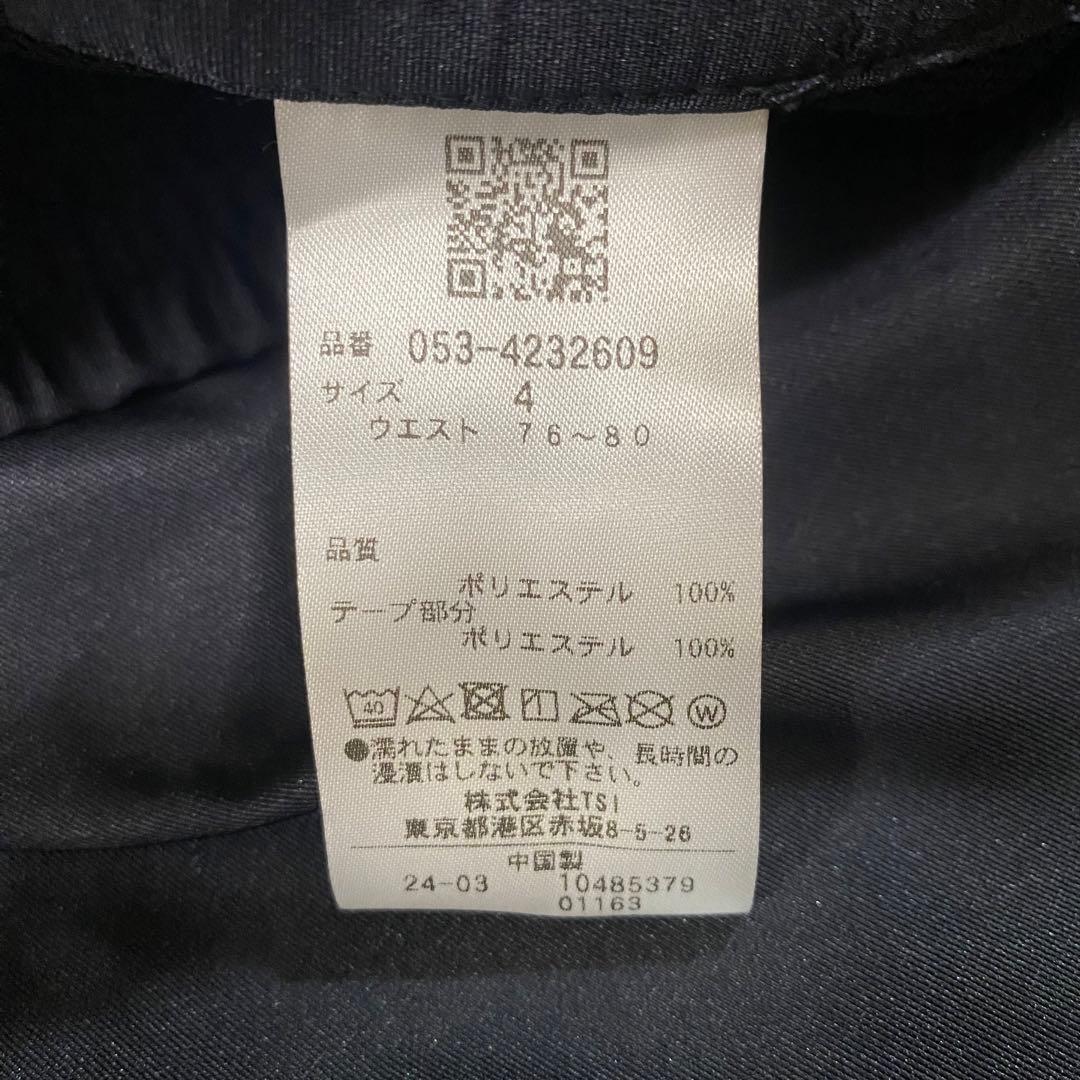 品番 053-4232609
サイズ 4
ウエスト 76～80
品質
ポリエステル 100%
テープ部分
ポリエステル 100%
40 W
●濡れたままの放置や、長時間の
浸漬はしないで下さい。
株式会社TSI
東京都港区赤坂8-5-26
中国製
24-03 10485379
01163